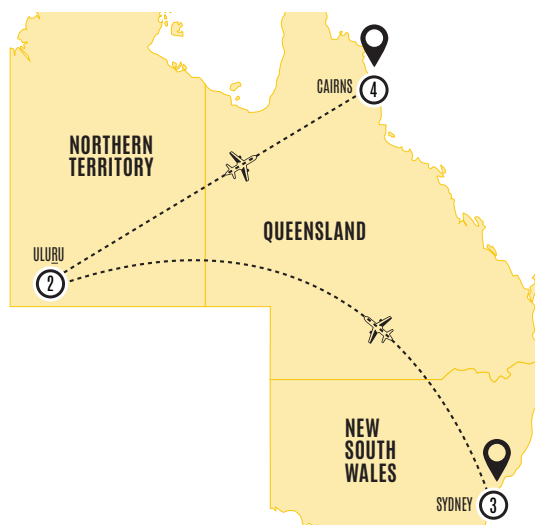 CAIRNS
4
NORTHERN
TERRITORY
QUEENSLAND
ULURU
2
NEW
SOUTH
WALES
SYDNEY
3